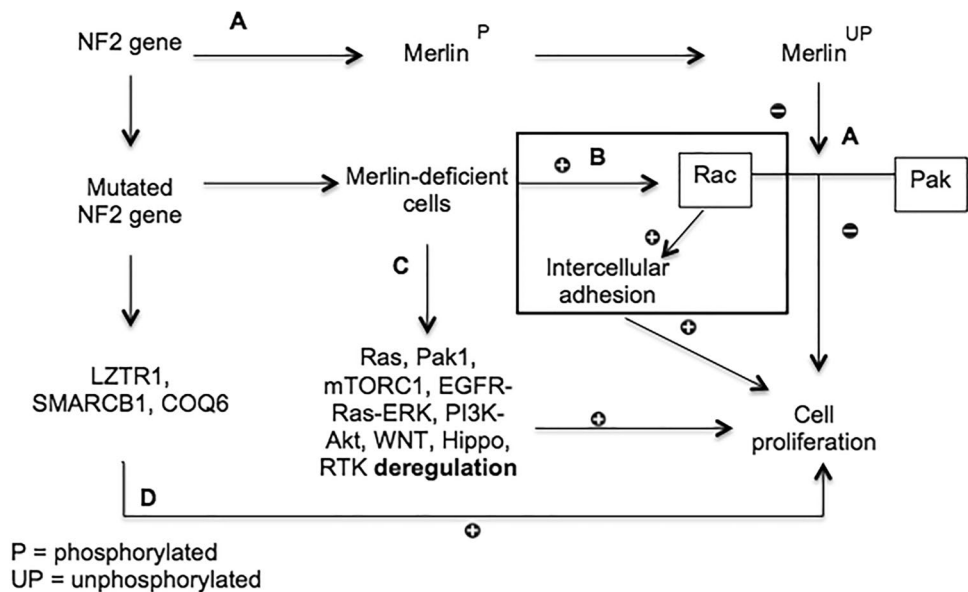 NF2 gene
A
Merlin P
Merlin UP
A
Mutated
NF2 gene
Merlin-deficient
cells
B
Rac
Pak
Intercellular
adhesion
C
LZTR1,
SMARCB1, COQ6
Ras, Pak1,
mTORC1, EGFR-
Ras-ERK, PI3K-
Akt, WNT, Hippo,
RTK deregulation
Cell
proliferation
D
P = phosphorylated
UP = unphosphorylated